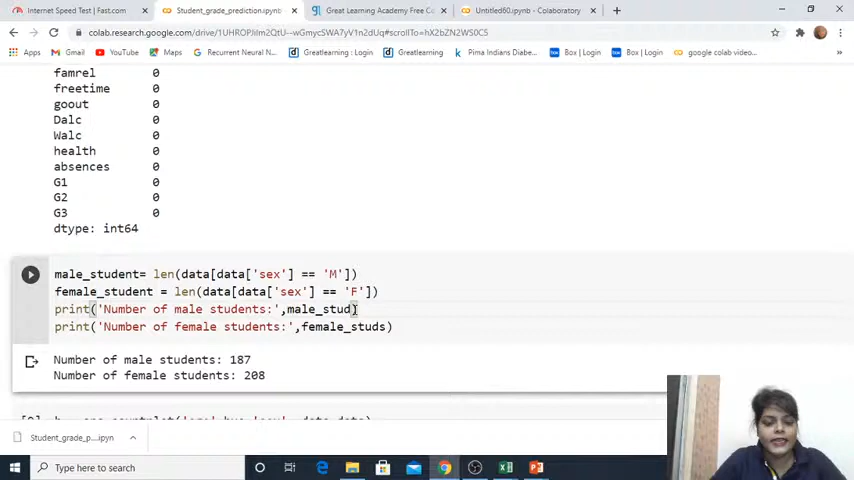 Internet Speed Test | Fast.com
Student_grade_prediction.ipynb
Great Learning Academy Free Co
Untitled60.ipynb - Colaboratory
colab.research.google.com/drive/
Apps Gmail YouTube Maps Recurrent Neural N... Greatlearning : Login Greatlearning : Login Pima Indians Diabe... Box | Login Box | Login google colab video...
famrel 0
freetime 0
goout 0
Dalc 0
Walc 0
health 0
absences 0
G1 0
G2 0
G3 0
dtype: int64
male_student= len(data[data['sex'] == 'M'])
female_student = len(data[data['sex'] == 'F'])
print('Number of male students:',male_stud)
print('Number of female students:',female_studs)
Number of male students: 187
Number of female students: 208
Student_grade_p....ipyn
Type here to search